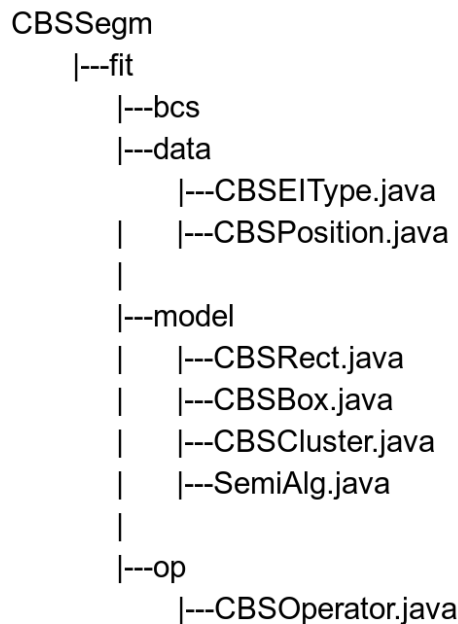 CBSSegm
|---fit
|---bcs
|---data
|---CBSEIType.java
| |---CBSPosition.java
|
|---model
| |---CBSRect.java
| |---CBSBox.java
| |---CBSCluster.java
| |---SemiAlg.java
|
|---op
|---CBSOperator.java